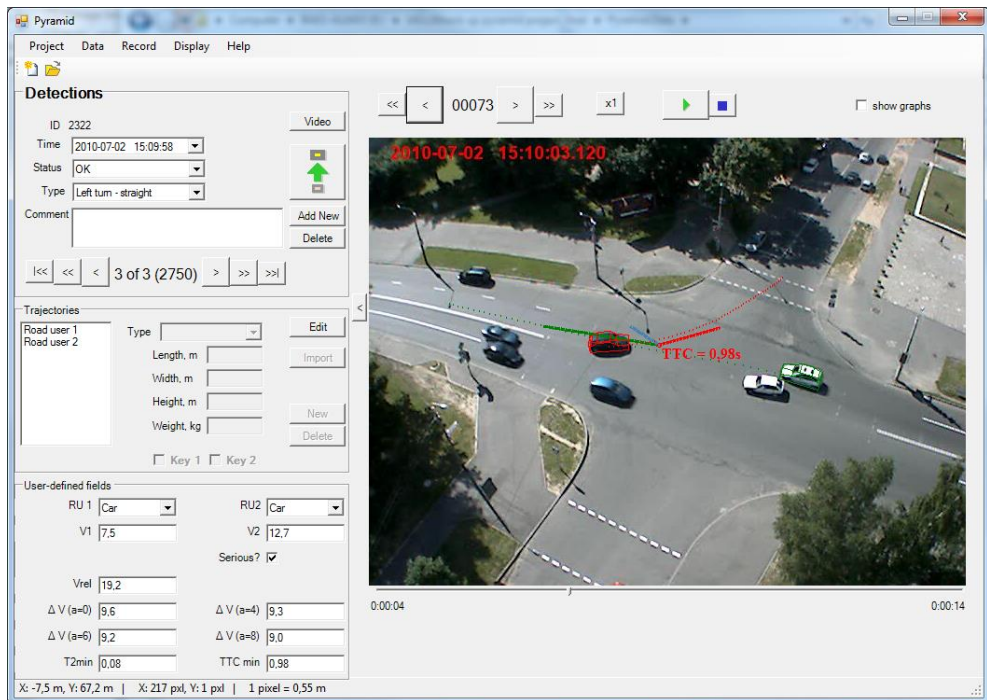 Pyramid
Project Data Record Display Help
Detections
<< < 00073 > >> x1 show graphs
ID 2322 Video
Time 2010-07-02 15:09:58
Status OK
Type Left turn - straight
Comment Add New
Delete
|<< << < 3 of 3 (2750) > >> >>|
2010-07-02 15:10:03.120
TTC = 0,98s
<
Trajectories
Road user 1
Road user 2
Type Edit
Length, m Import
Width, m
Height, m New
Weight, kg Delete
Key 1 Key 2
User-defined fields
RU 1 Car RU2 Car
V1 7,5 V2 12,7
Serious?
Vrel 19,2
Δ V (a=0) 9,6 Δ V (a=4) 9,3
Δ V (a=6) 9,2 Δ V (a=8) 9,0
T2min 0,08 TTC min 0,98
0:00:04 0:00:14
X: -7,5 m, Y: 67,2 m | X: 217 pxl, Y: 1 pxl | 1 pixel = 0,55 m